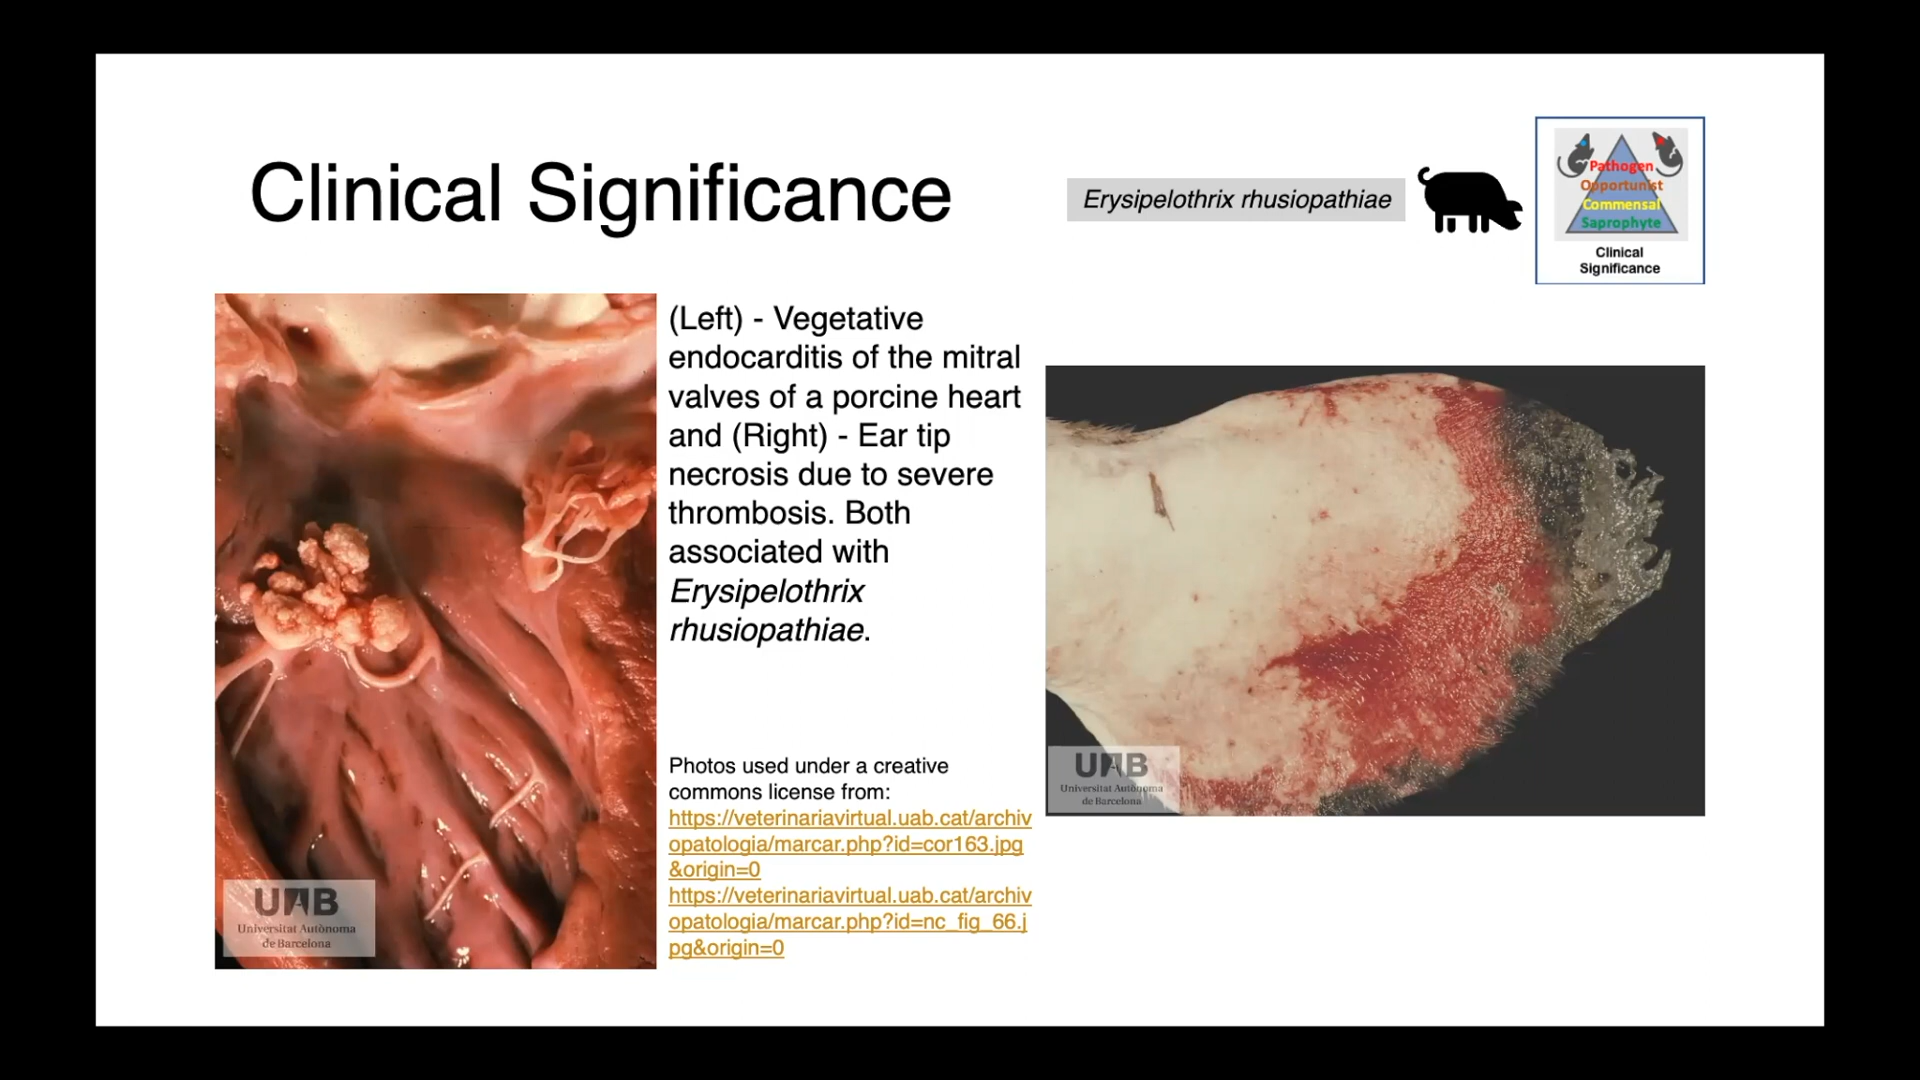 Clinical Significance
Erysipelothrix rhusiopathiae
Pathogen
Opportunist
Commensal
Saprophyte
Clinical
Significance
(Left) - Vegetative
endocarditis of the mitral
valves of a porcine heart
and (Right) - Ear tip
necrosis due to severe
thrombosis. Both
associated with
Erysipelothrix
rhusiopathiae.
Photos used under a creative
commons license from:
https://veterinariavirtual.uab.cat/archiv
opatologia/marcar.php?id=cor163.jpg
&origin=0
https://veterinariavirtual.uab.cat/archiv
opatologia/marcar.php?id=nc_fig_66.j
pg&origin=0
UAB
Universitat Autònoma
de Barcelona
UAB
Universitat Autònoma
de Barcelona